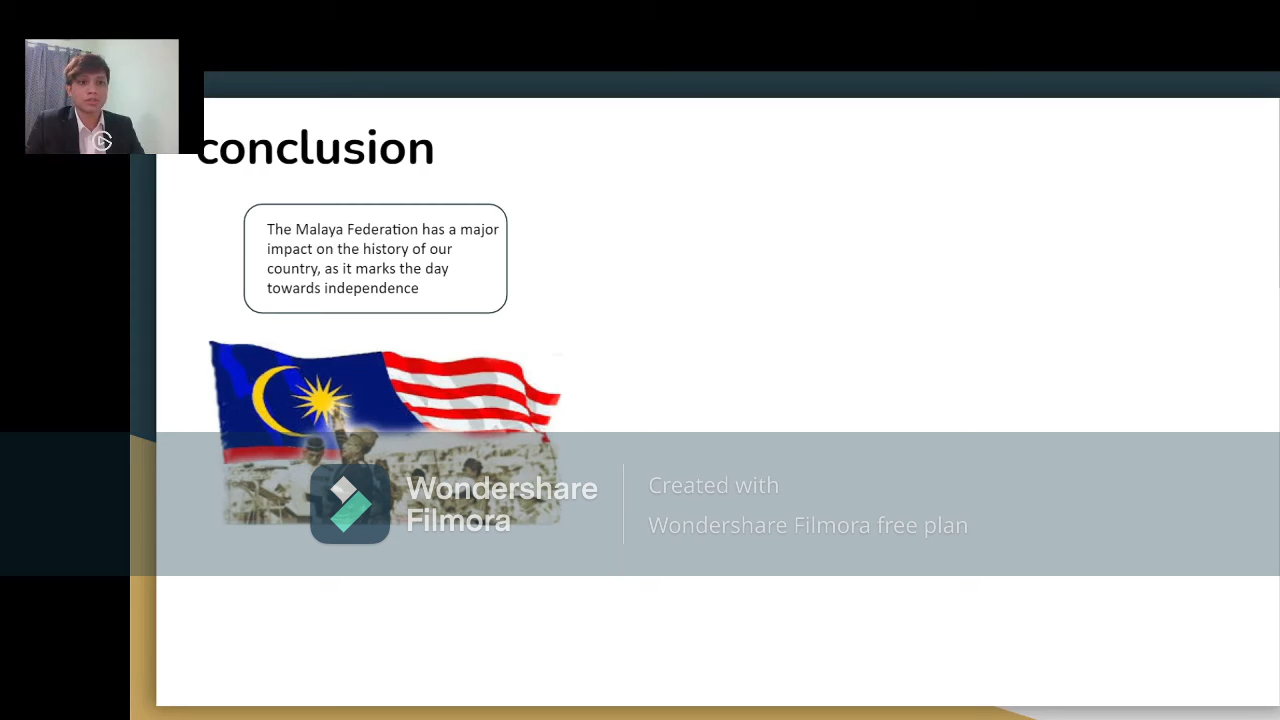 conclusion
The Malaya Federation has a major
impact on the history of our
country, as it marks the day
towards independence
Wondershare
Filmora
Created with
Wondershare Filmora free plan